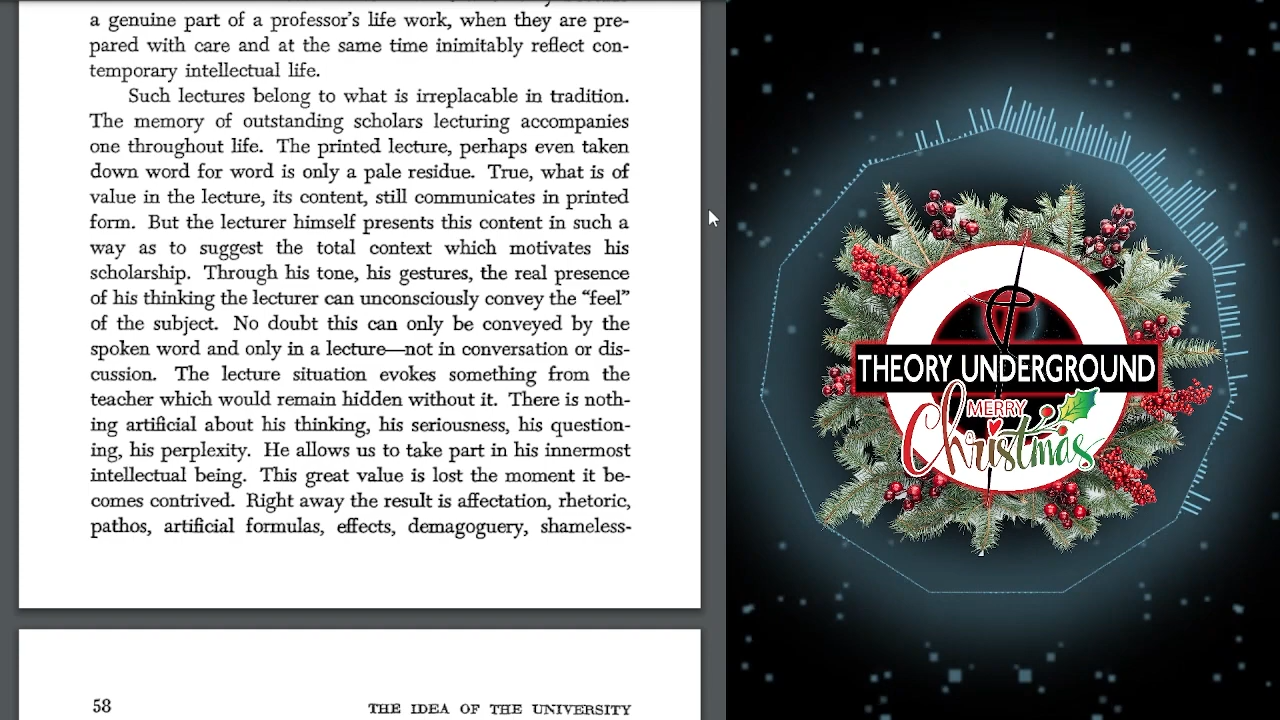 a genuine part of a professor's life work, when they are pre-
pared with care and at the same time inimitably reflect con-
temporary intellectual life.
Such lectures belong to what is irreplacable in tradition.
The memory of outstanding scholars lecturing accompanies
one throughout life. The printed lecture, perhaps even taken
down word for word is only a pale residue. True, what is of
value in the lecture, its content, still communicates in printed
form. But the lecturer himself presents this content in such a
way as to suggest the total context which motivates his
scholarship. Through his tone, his gestures, the real presence
of his thinking the lecturer can unconsciously convey the “feel”
of the subject. No doubt this can only be conveyed by the
spoken word and only in a lecture—not in conversation or dis-
cussion. The lecture situation evokes something from the
teacher which would remain hidden without it. There is noth-
ing artificial about his thinking, his seriousness, his question-
ing, his perplexity. He allows us to take part in his innermost
intellectual being. This great value is lost the moment it be-
comes contrived. Right away the result is affectation, rhetoric,
pathos, artificial formulas, effects, demagoguery, shameless-
58 THE IDEA OF THE UNIVERSITY
THEORY UNDERGROUND
MERRY
Christmas